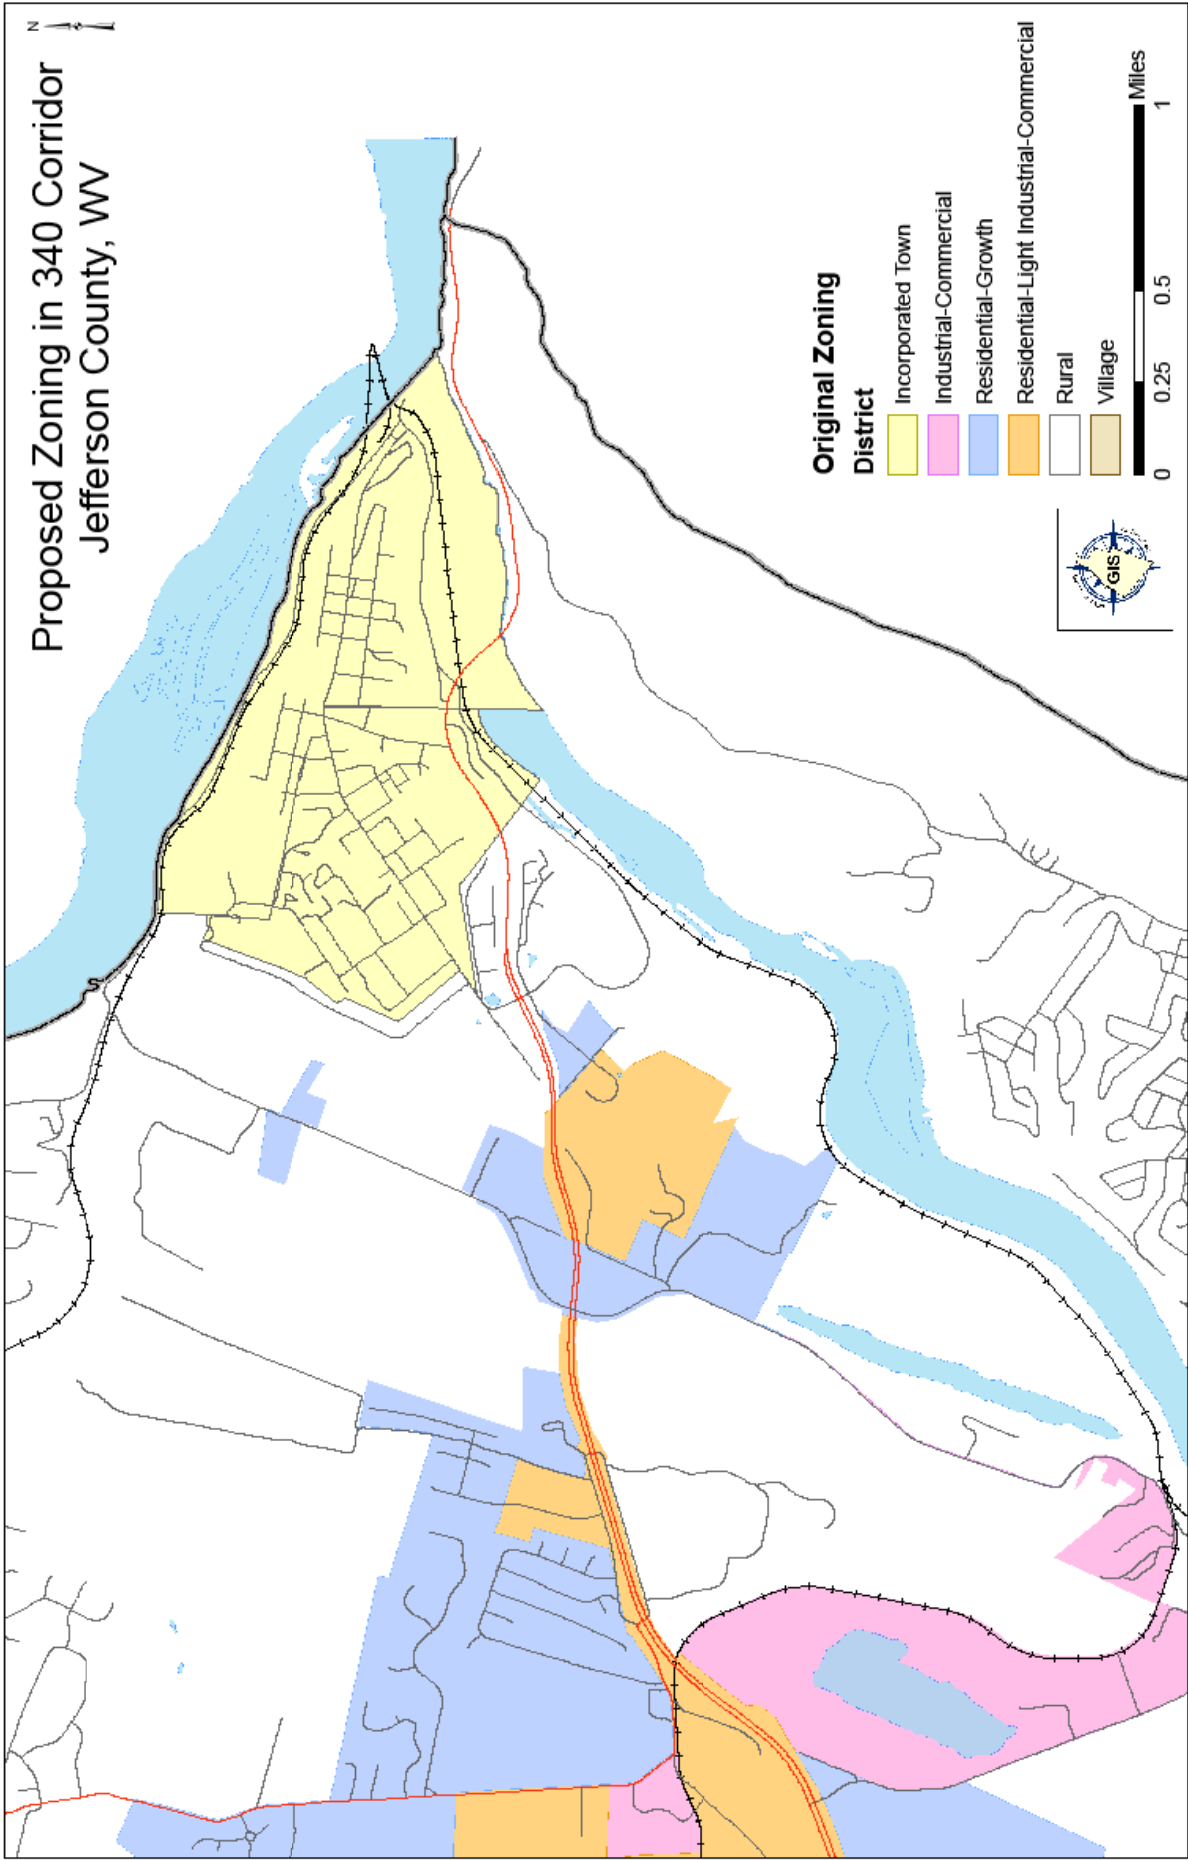 Proposed Zoning in 340 Corridor
Jefferson County, WV
N
Original Zoning
District
Incorporated Town
Industrial-Commercial
Residential-Growth
Residential-Light Industrial-Commercial
Rural
Village
GIS
0 0.25 0.5 1
Miles